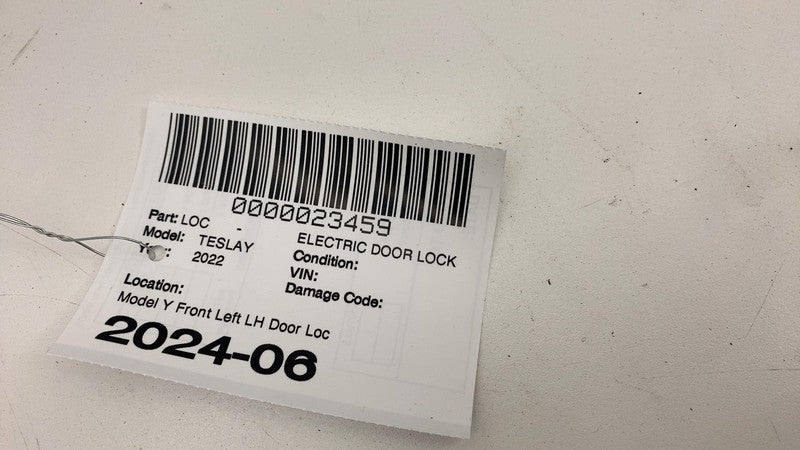 0000023459
Part: LOC - ELECTRIC DOOR LOCK
Model: TESLAY Condition:
2022 VIN:
Damage Code:
Location:
Model Y Front Left LH Door Loc
2024-06